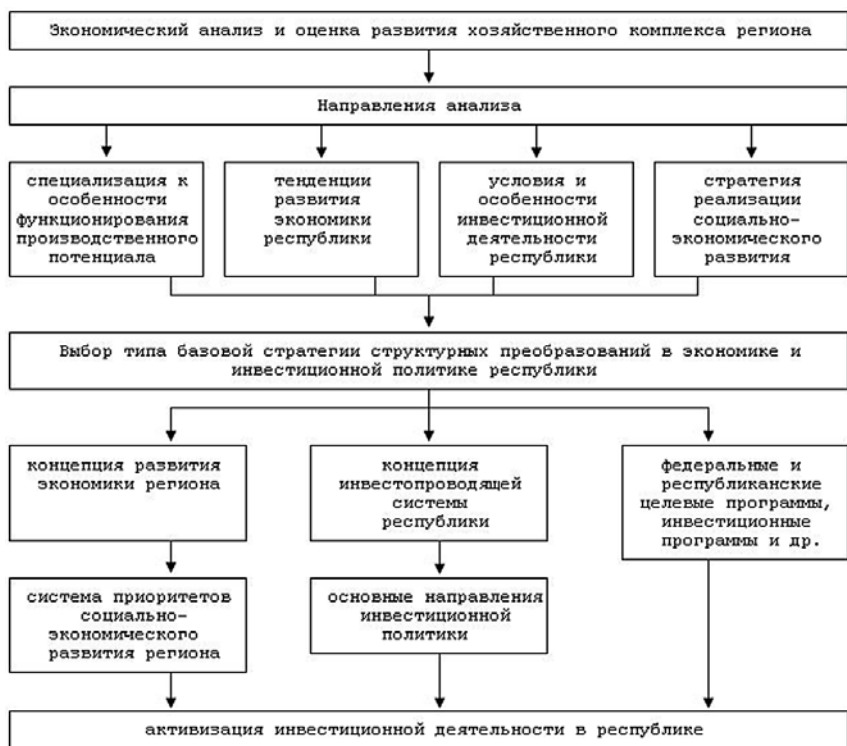 Экономический анализ и оценка развития хозяйственного комплекса региона
Направления анализа
специализация к
особенности
функционирования
производственного
потенциала
тенденции
развития
экономики
республики
условия и
особенности
инвестиционной
деятельности
республики
стратегия
реализации
социально-
экономического
развития
Выбор типа базовой стратегии структурных преобразований в экономике и
инвестиционной политике республики
концепция развития
экономики региона
концепция
инвестопроводящей
системы
республики
федеральные и
республиканские
целевые программы,
инвестиционные
программы и др.
система приоритетов
социально-
экономического
развития региона
основные направления
инвестиционной
политики
активизация инвестиционной деятельности в республике